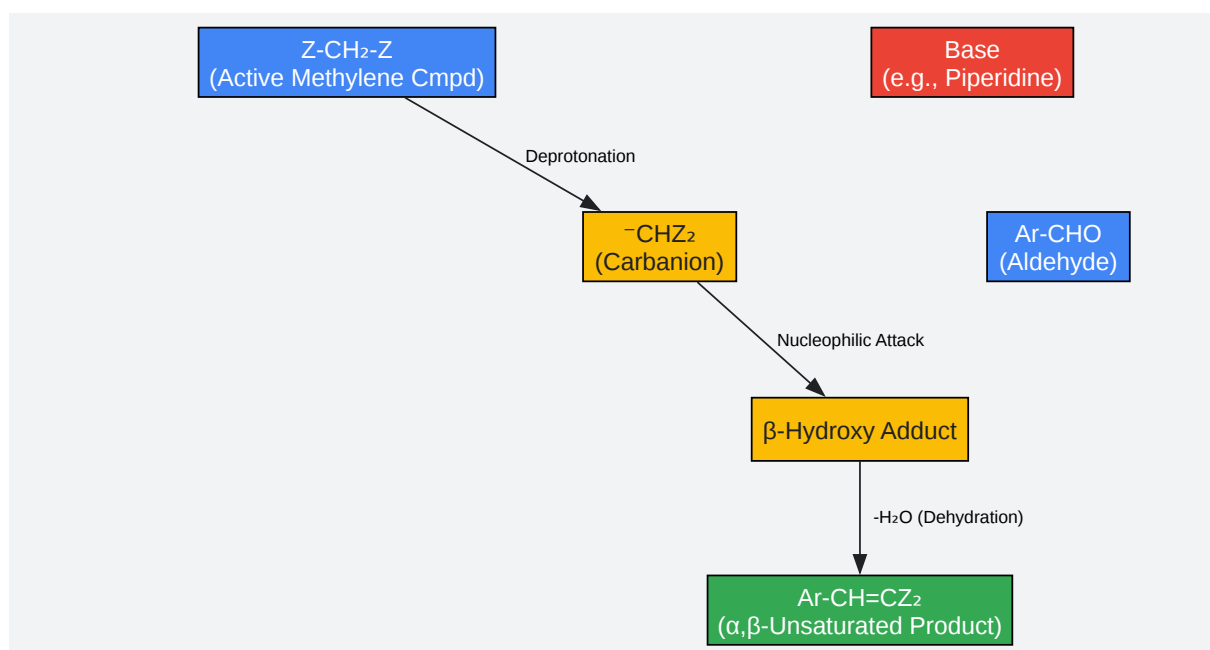 Z-CH₂-Z
(Active Methylene Cmpd)
Base
(e.g., Piperidine)
Deprotonation
⁻CHZ₂
(Carbanion)
Ar-CHO
(Aldehyde)
Nucleophilic Attack
β-Hydroxy Adduct
-H₂O (Dehydration)
Ar-CH=CZ₂
(α,β-Unsaturated Product)